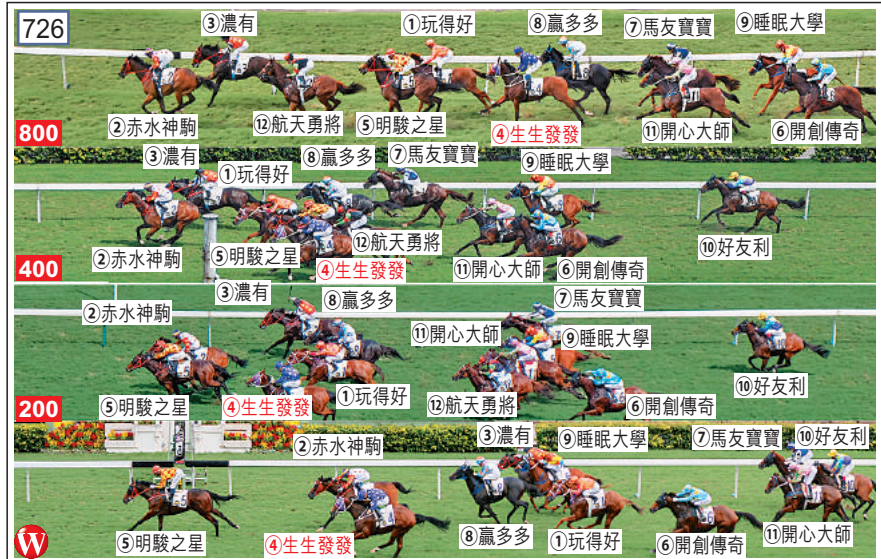 726
③濃有 ①玩得好 ⑧贏多多 ⑦馬友寶寶 ⑨睡眠大學
800 ②赤水神駒 ⑫航天勇將 ⑤明駿之星 ④生生發發 ⑪開心大師 ⑥開創傳奇
③濃有 ①玩得好 ⑧贏多多 ⑦馬友寶寶 ⑨睡眠大學 ⑩好友利
400 ②赤水神駒 ⑤明駿之星 ④生生發發 ⑫航天勇將 ⑪開心大師 ⑥開創傳奇
②赤水神駒 ③濃有 ⑧贏多多 ⑪開心大師 ⑦馬友寶寶 ⑨睡眠大學 ⑩好友利
200 ⑤明駿之星 ④生生發發 ①玩得好 ⑫航天勇將 ⑥開創傳奇
②赤水神駒 ③濃有 ⑨睡眠大學 ⑦馬友寶寶 ⑩好友利
W ⑤明駿之星 ④生生發發 ⑧贏多多 ①玩得好 ⑥開創傳奇 ⑪開心大師